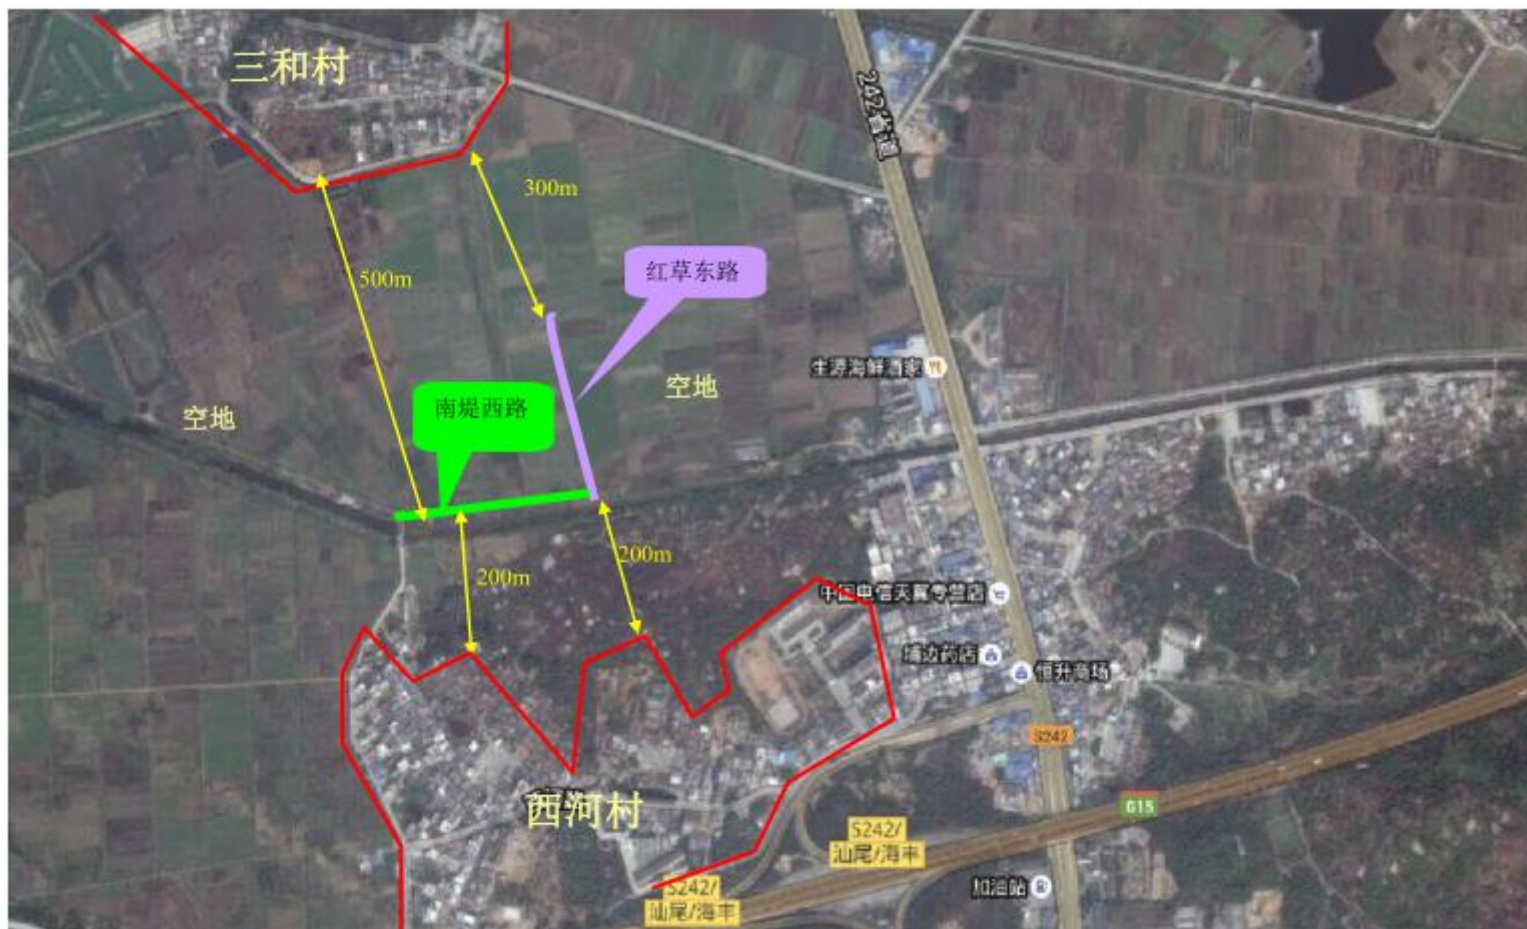 三和村
242省道
300m
红草东路
500m
生源海鲜酒家
空地
南堤西路
空地
200m
200m
中国电信天翼专营店
埔边药店
恒升商场
S242
西河村
G15
S242/
汕尾/海丰
加油站
S242/
汕尾/海丰